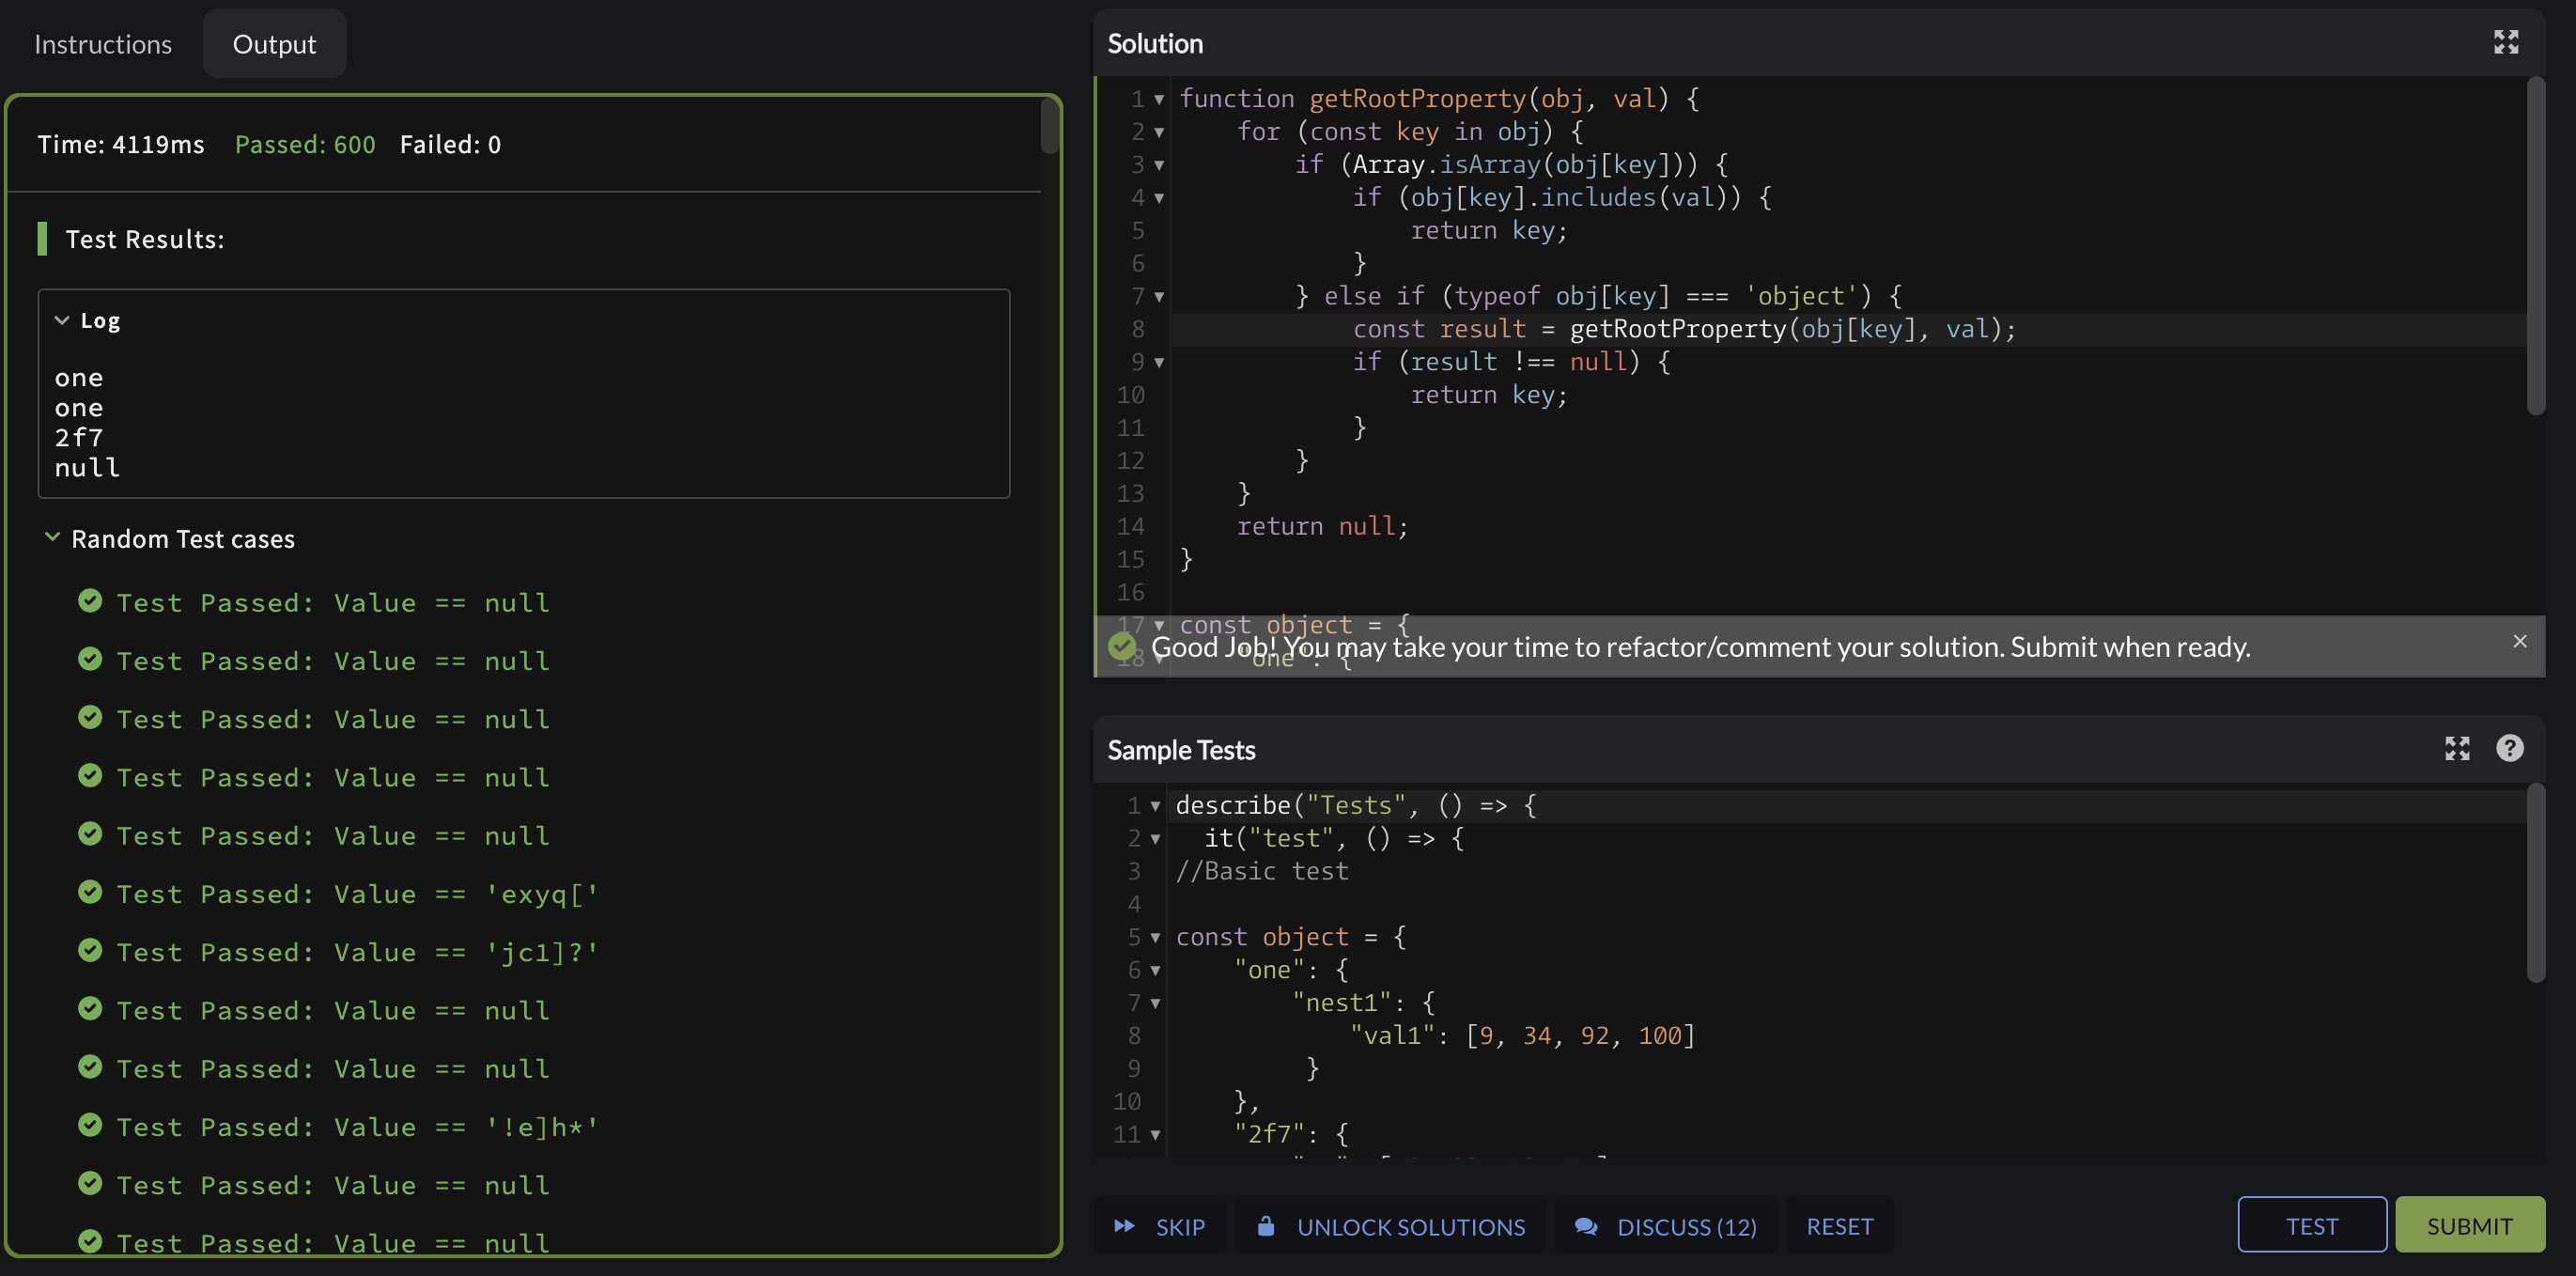 Instructions
Output
Time: 4119ms Passed: 600 Failed: 0
Test Results:
Log
one
one
2f7
null
Random Test cases
Test Passed: Value == null
Test Passed: Value == null
Test Passed: Value == null
Test Passed: Value == null
Test Passed: Value == null
Test Passed: Value == 'exyq['
Test Passed: Value == 'jc1]?'
Test Passed: Value == null
Test Passed: Value == null
Test Passed: Value == '!e]h*'
Test Passed: Value == null
Test Passed: Value == null
Solution
1 function getRootProperty(obj, val) {
2 for (const key in obj) {
3 if (Array.isArray(obj[key])) {
4 if (obj[key].includes(val)) {
5 return key;
6 }
7 } else if (typeof obj[key] === 'object') {
8 const result = getRootProperty(obj[key], val);
9 if (result !== null) {
10 return key;
11 }
12 }
13 }
14 return null;
15 }
16
17 const object = {
18 "one": {
Good Job! You may take your time to refactor/comment your solution. Submit when ready.
Sample Tests
1 describe("Tests", () => {
2 it("test", () => {
3 //Basic test
4
5 const object = {
6 "one": {
7 "nest1": {
8 "val1": [9, 34, 92, 100]
9 }
10 },
11 "2f7": {
SKIP
UNLOCK SOLUTIONS
DISCUSS (12)
RESET
TEST
SUBMIT